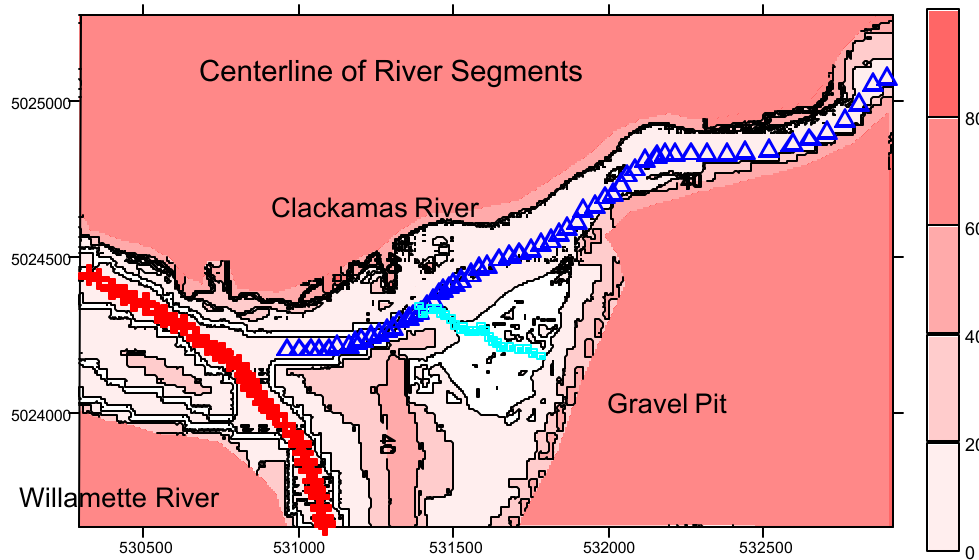 Centerline of River Segments
5025000
80
40
Clackamas River
60
5024500
40
Gravel Pit
5024000
40
20
Willamette River
530500 531000 531500 532000 532500
0